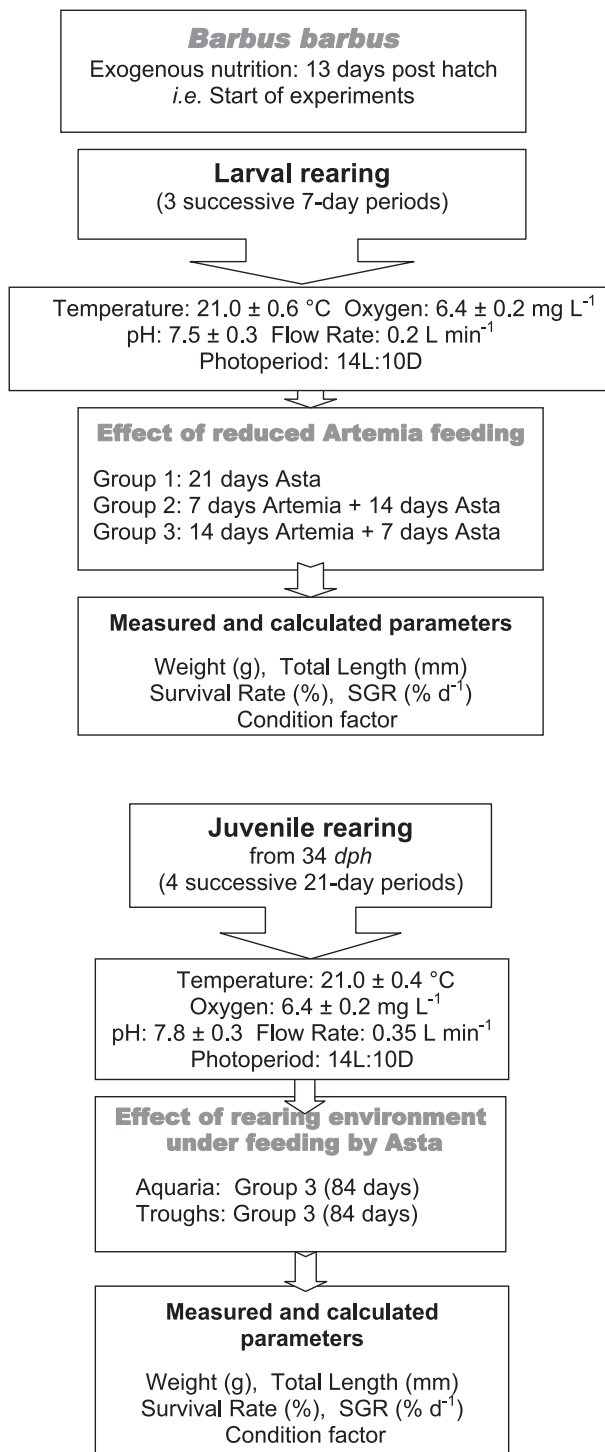 Barbus barbus
Exogenous nutrition: 13 days post hatch
i.e. Start of experiments
Larval rearing
(3 successive 7-day periods)
Temperature: 21.0 ± 0.6 °C Oxygen: 6.4 ± 0.2 mg L⁻¹
pH: 7.5 ± 0.3 Flow Rate: 0.2 L min⁻¹
Photoperiod: 14L:10D
Effect of reduced Artemia feeding
Group 1: 21 days Asta
Group 2: 7 days Artemia + 14 days Asta
Group 3: 14 days Artemia + 7 days Asta
Measured and calculated parameters
Weight (g), Total Length (mm)
Survival Rate (%), SGR (% d⁻¹)
Condition factor
Juvenile rearing
from 34 dph
(4 successive 21-day periods)
Temperature: 21.0 ± 0.4 °C
Oxygen: 6.4 ± 0.2 mg L⁻¹
pH: 7.8 ± 0.3 Flow Rate: 0.35 L min⁻¹
Photoperiod: 14L:10D
Effect of rearing environment
under feeding by Asta
Aquaria: Group 3 (84 days)
Troughs: Group 3 (84 days)
Measured and calculated
parameters
Weight (g), Total Length (mm)
Survival Rate (%), SGR (% d⁻¹)
Condition factor